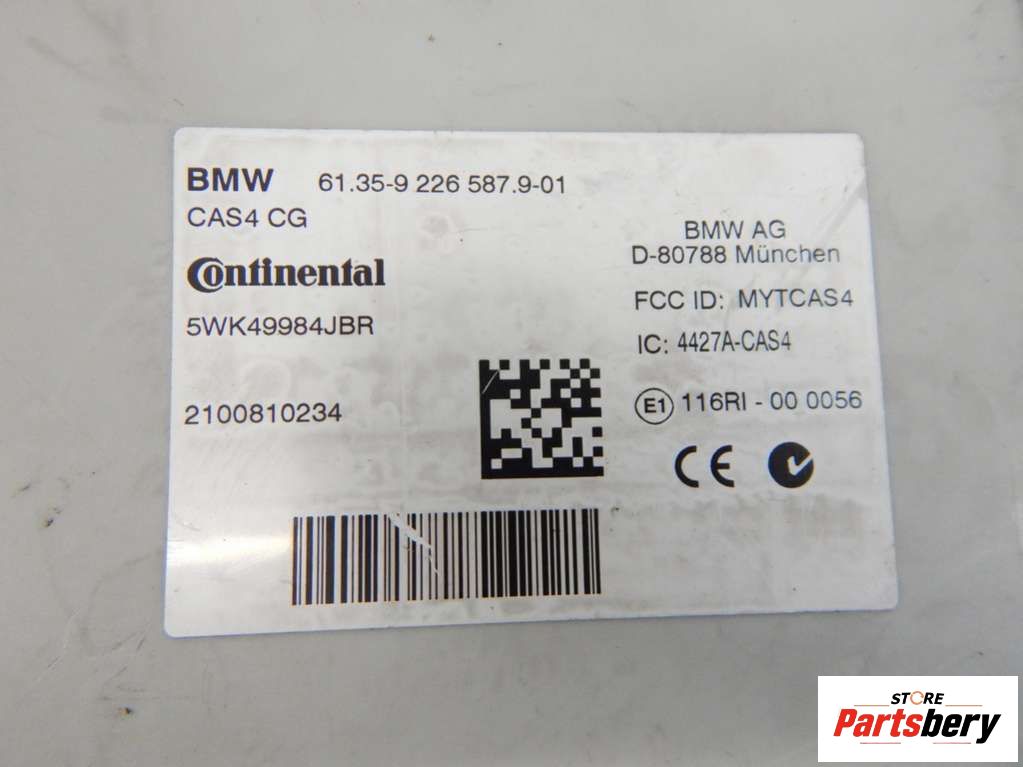 BMW 61.35-9 226 587.9-01
CAS4 CG
Continental
5WK49984JBR
2100810234
BMW AG
D-80788 München
FCC ID: MYTCAS4
IC: 4427A-CAS4
E1 116RI - 00 0056
CE
STORE
Partsbery